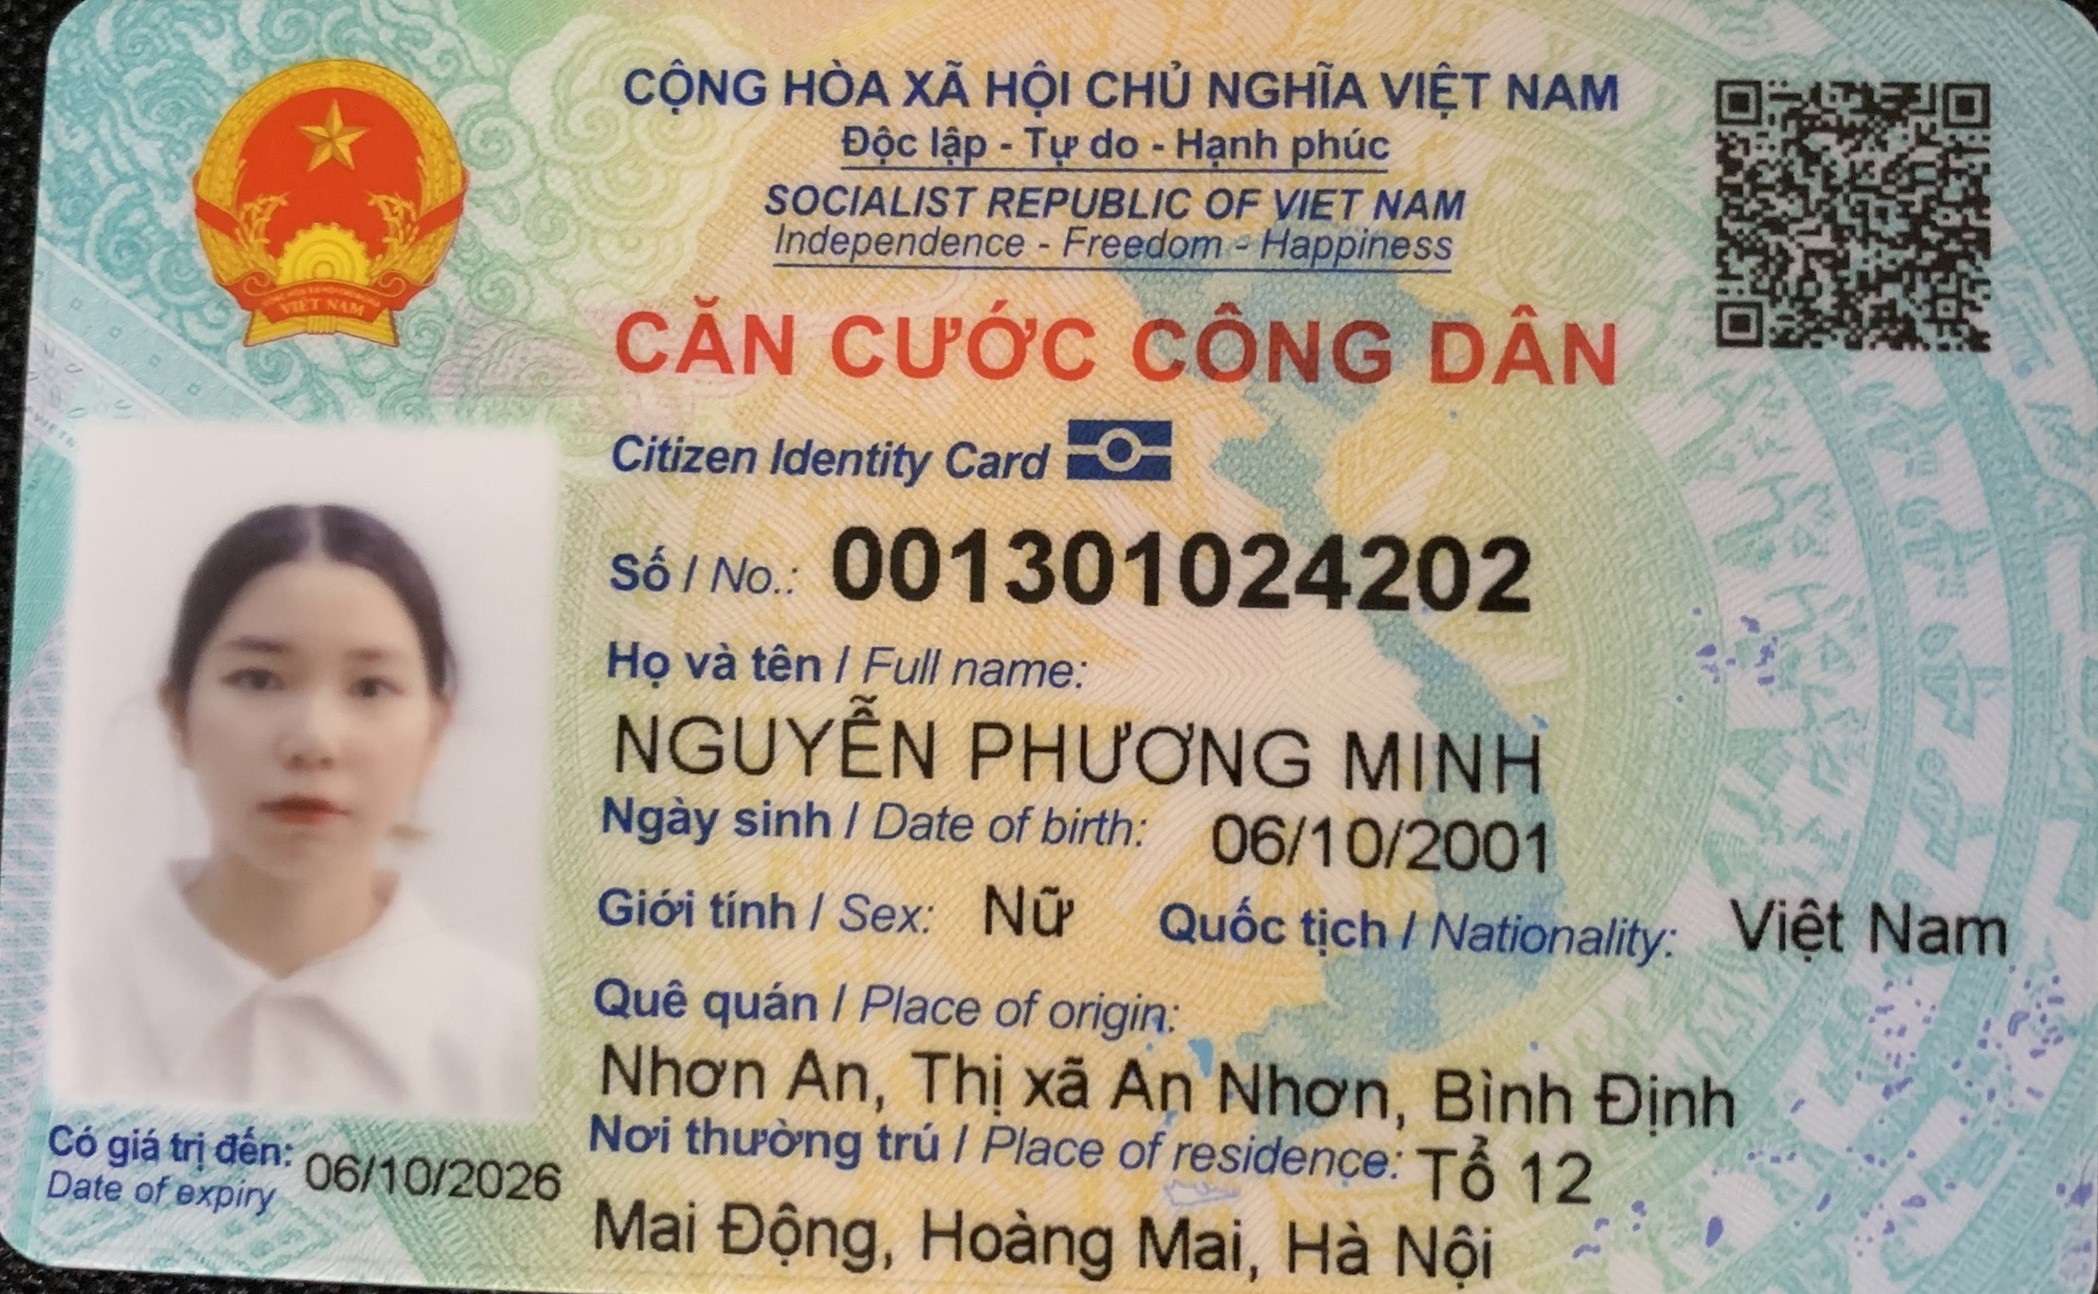 CỘNG HÒA XÃ HỘI CHỦ NGHĨA VIỆT NAM
Độc lập - Tự do - Hạnh phúc
SOCIALIST REPUBLIC OF VIET NAM
Independence - Freedom - Happiness
VIỆT NAM
CĂN CƯỚC CÔNG DÂN
Citizen Identity Card
Số / No.: 001301024202
Họ và tên / Full name:
NGUYỄN PHƯƠNG MINH
Ngày sinh / Date of birth: 06/10/2001
Giới tính / Sex: Nữ Quốc tịch / Nationality: Việt Nam
Quê quán / Place of origin:
Nhơn An, Thị xã An Nhơn, Bình Định
Nơi thường trú / Place of residence: Tổ 12
Mai Động, Hoàng Mai, Hà Nội
Có giá trị đến: 06/10/2026
Date of expiry